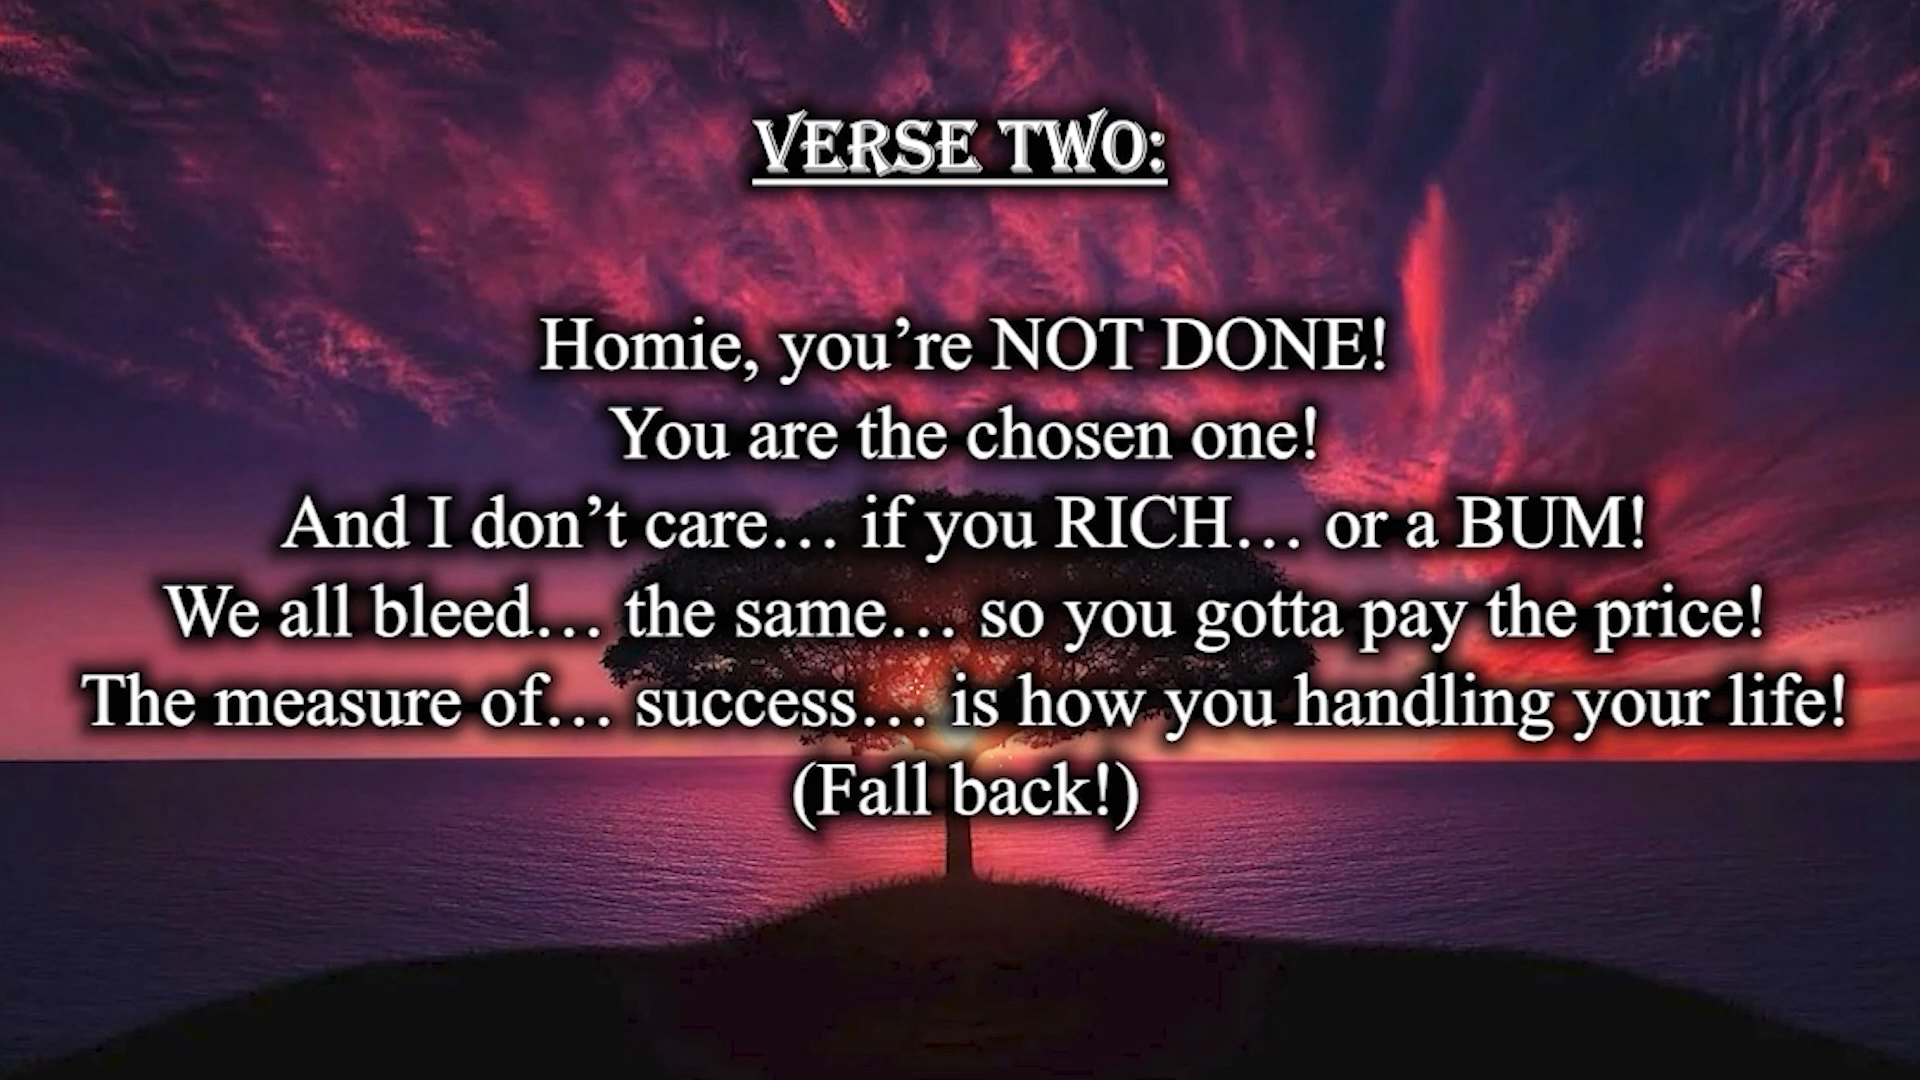 VERSE TWO:
Homie, you’re NOT DONE!
You are the chosen one!
And I don’t care… if you RICH… or a BUM!
We all bleed… the same… so you gotta pay the price!
The measure of… success… is how you handling your life!
(Fall back!)